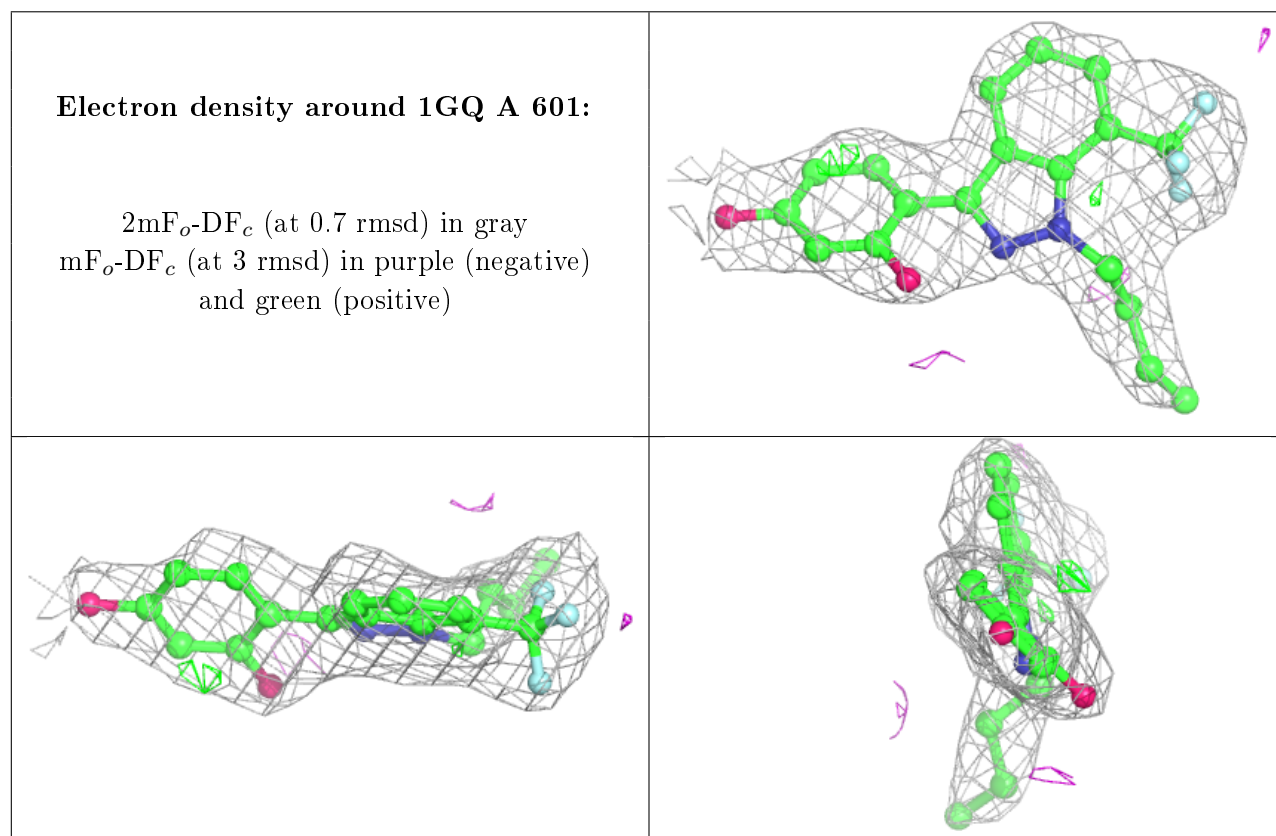 Electron density around 1GQ A 601:
2mFo-DFc (at 0.7 rmsd) in gray
mFo-DFc (at 3 rmsd) in purple (negative)
and green (positive)